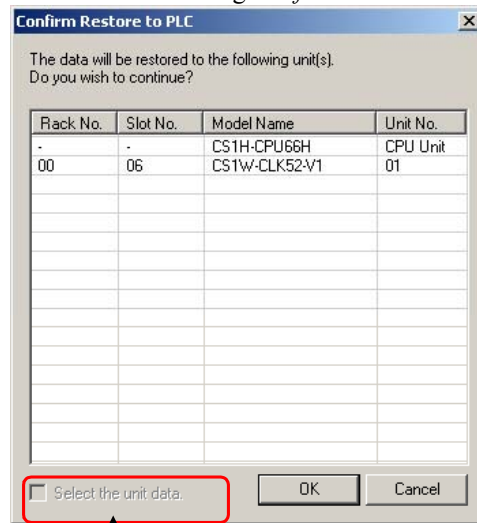 Confirm Restore to PLC
The data will be restored to the following unit(s).
Do you wish to continue?
Rack No. Slot No. Model Name Unit No.
- - CS1H-CPU66H CPU Unit
00 06 CS1W-CLK52-V1 01
Select the unit data. OK Cancel